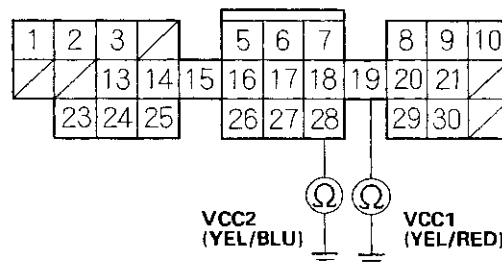 1 2 3 5 6 7 8 9 10
13 14 15 16 17 18 19 20 21
23 24 25 26 27 28 29 30
Ω Ω
VCC2 VCC1
(YEL/BLU) (YEL/RED)